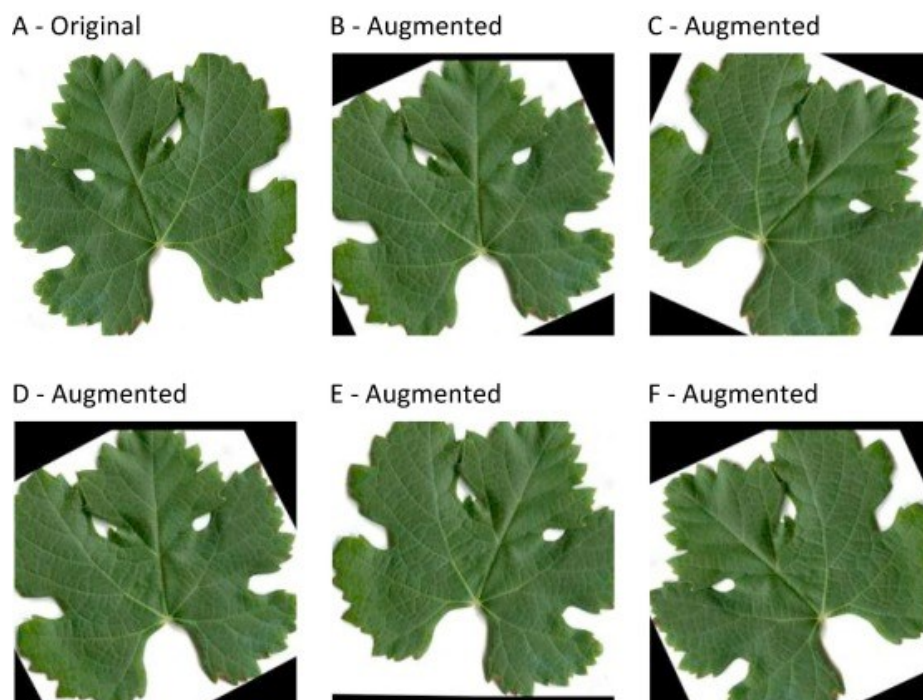 A - Original
B - Augmented
C - Augmented
D - Augmented
E - Augmented
F - Augmented